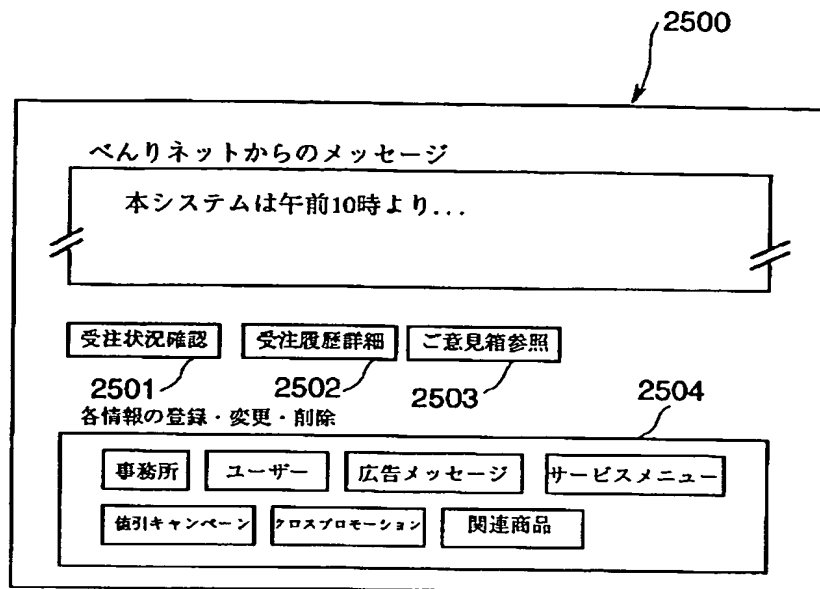 2500
べんりネットからのメッセージ
本システムは午前10時より...
受注状況確認 受注履歴詳細 ご意見箱参照
2501 2502 2503 2504
各情報の登録・変更・削除
事務所 ユーザー 広告メッセージ サービスメニュー
値引キャンペーン クロスプロモーション 関連商品